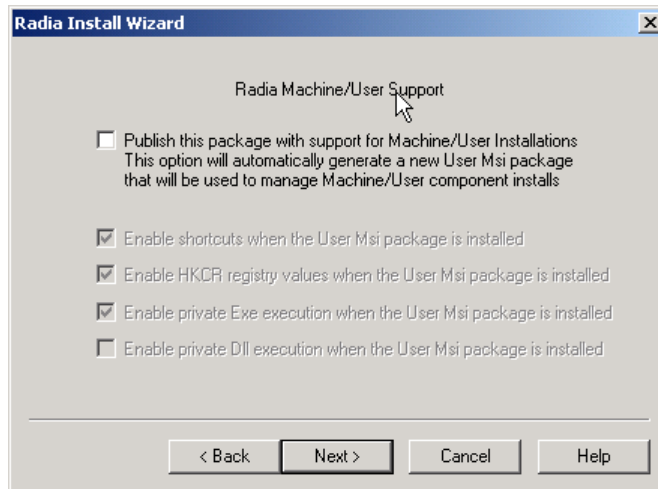 Radia Install Wizard
Radia Machine/User Support
Publish this package with support for Machine/User Installations
This option will automatically generate a new User Msi package
that will be used to manage Machine/User component installs
Enable shortcuts when the User Msi package is installed
Enable HKCR registry values when the User Msi package is installed
Enable private Exe execution when the User Msi package is installed
Enable private Dll execution when the User Msi package is installed
< Back Next > Cancel Help